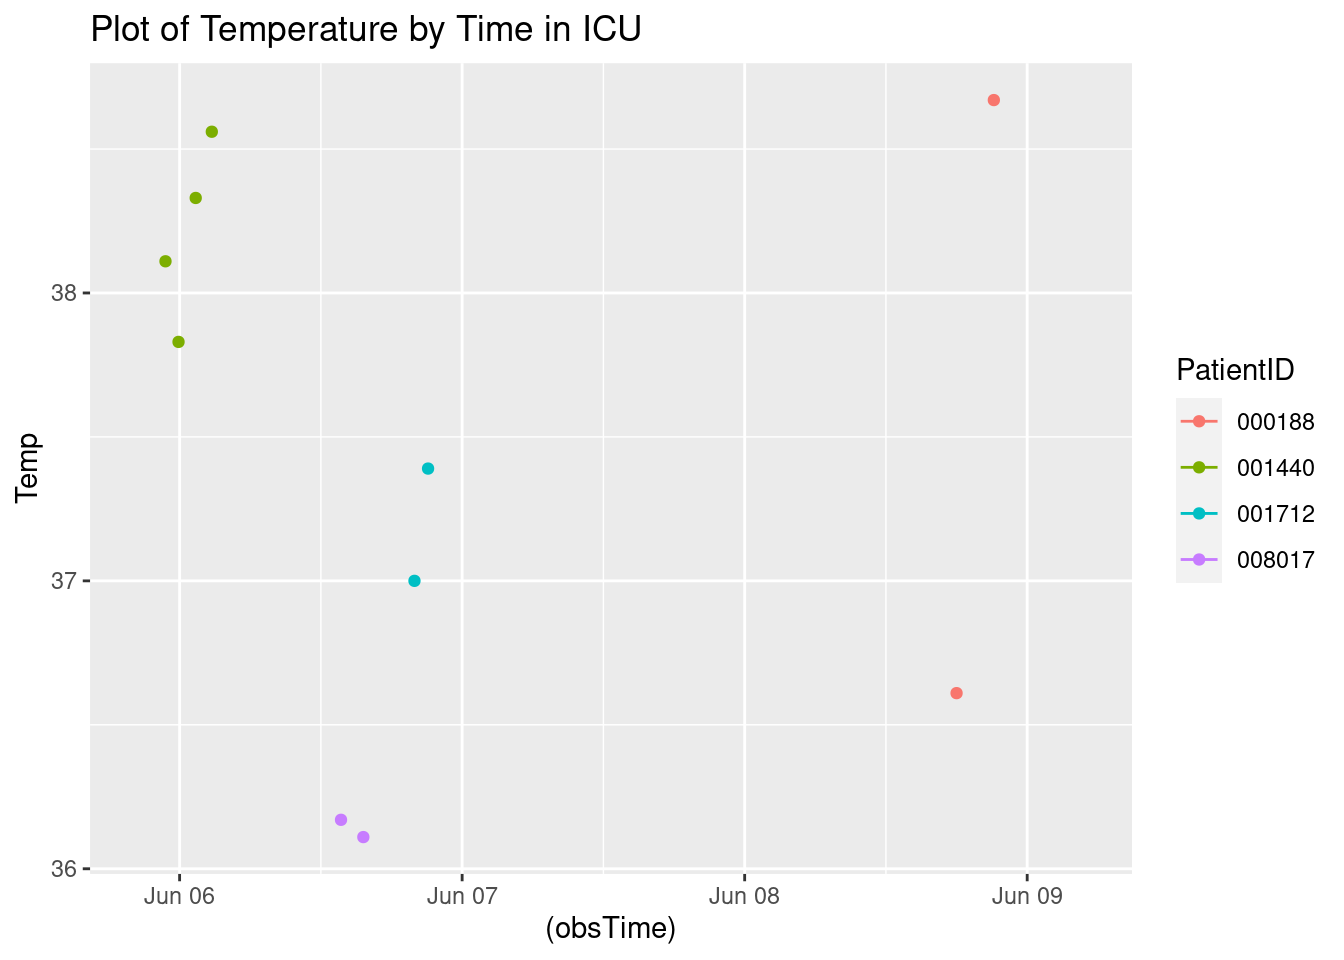 Plot of Temperature by Time in ICU
38
37
36
Temp
Jun 06 Jun 07 Jun 08 Jun 09
(obsTime)
PatientID
000188
001440
001712
008017